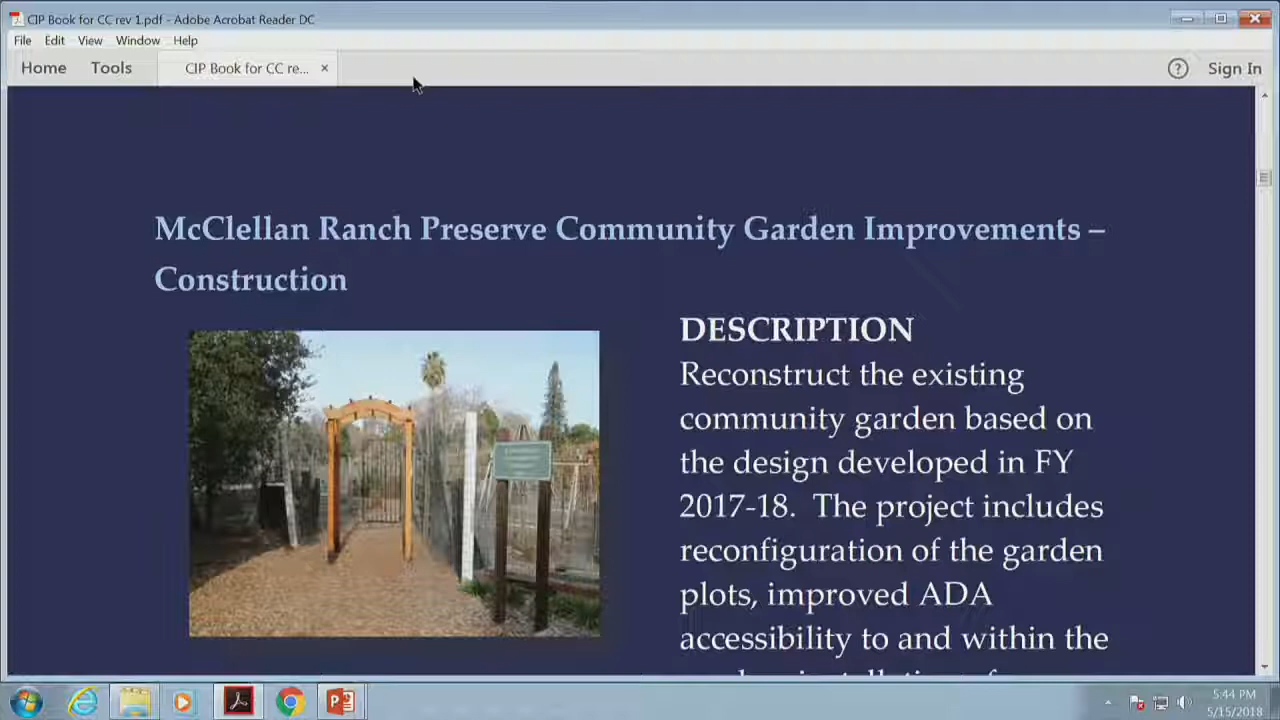 CIP Book for CC rev 1.pdf - Adobe Acrobat Reader DC
File Edit View Window Help
Home Tools CIP Book for CC re... × ? Sign In
McClellan Ranch Preserve Community Garden Improvements –
Construction
DESCRIPTION
Reconstruct the existing
community garden based on
the design developed in FY
2017-18. The project includes
reconfiguration of the garden
plots, improved ADA
accessibility to and within the
5:44 PM
5/15/2018